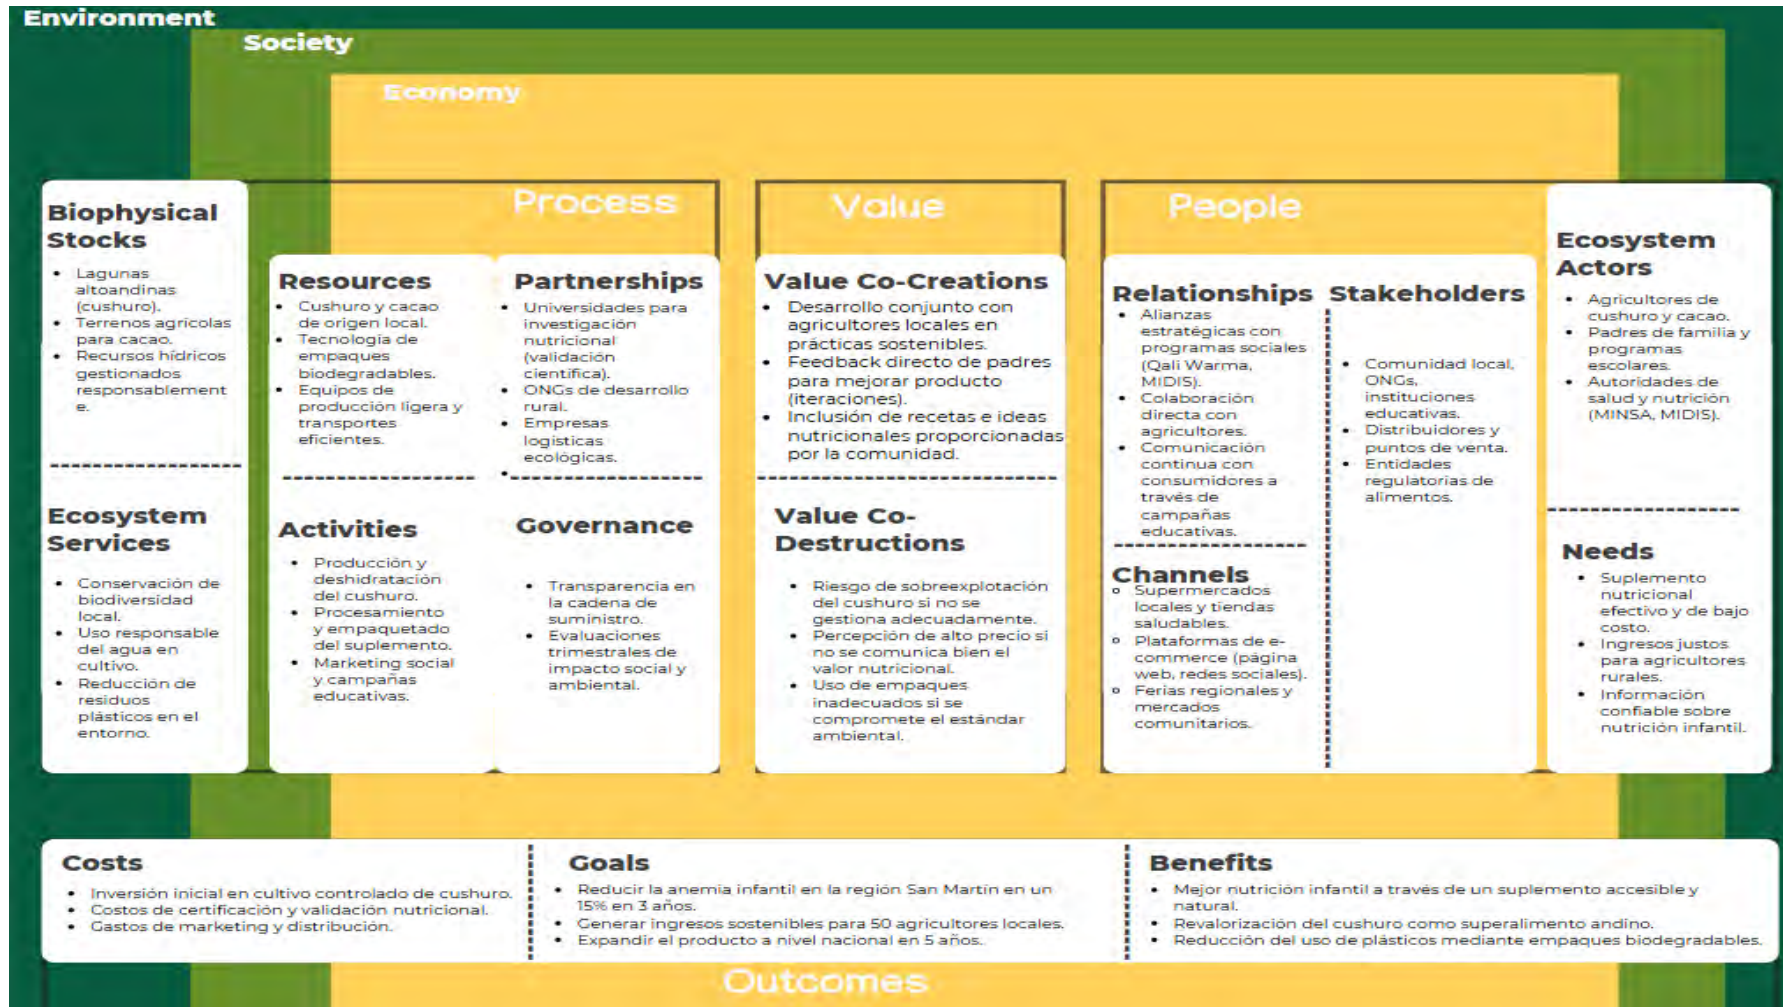 Environment
Society
Economy
Process
Value
People
Biophysical
Stocks
• Lagunas
altoandinas
(cushuro).
• Terrenos agrícolas
para cacao.
• Recursos hídricos
gestionados
responsablement
e.
Ecosystem
Services
• Conservación de
biodiversidad
local.
• Uso responsable
del agua en
cultivo.
• Reducción de
residuos
plásticos en el
entorno.
Resources
• Cushuro y cacao
de origen local.
• Tecnología de
empaques
biodegradables.
• Equipos de
producción ligera y
transportes
eficientes.
Activities
• Producción y
deshidratación
del cushuro.
• Procesamiento
y empaquetado
del suplemento.
• Marketing social
y campañas
educativas.
Partnerships
• Universidades para
investigación
nutricional
(validación
científica).
• ONGs de desarrollo
rural.
• Empresas
logísticas
ecológicas.
•
Governance
• Transparencia en
la cadena de
suministro.
• Evaluaciones
trimestrales de
impacto social y
ambiental.
Value Co-Creations
• Desarrollo conjunto con
agricultores locales en
prácticas sostenibles.
• Feedback directo de padres
para mejorar producto
(iteraciones).
• Inclusión de recetas e ideas
nutricionales proporcionadas
por la comunidad.
Value Co-
Destructions
• Riesgo de sobreexplotación
del cushuro si no se
gestiona adecuadamente.
• Percepción de alto precio si
no se comunica bien el
valor nutricional.
• Uso de empaques
inadecuados si se
compromete el estándar
ambiental.
Relationships
• Alianzas
estratégicas con
programas sociales
(Qali Warma,
MIDIS).
• Colaboración
directa con
agricultores.
• Comunicación
continua con
consumidores a
través de
campañas
educativas.
Channels
o Supermercados
locales y tiendas
saludables.
o Plataformas de e-
commerce (página
web, redes sociales).
o Ferias regionales y
mercados
comunitarios.
Stakeholders
• Comunidad local,
ONGs,
instituciones
educativas.
• Distribuidores y
puntos de venta.
• Entidades
regulatorias de
alimentos.
Ecosystem
Actors
• Agricultores de
cushuro y cacao.
• Padres de familia y
programas
escolares.
• Autoridades de
salud y nutrición
(MINSA, MIDIS).
Needs
• Suplemento
nutricional
efectivo y de bajo
costo.
• Ingresos justos
para agricultores
rurales.
• Información
confiable sobre
nutrición infantil.
Costs
• Inversión inicial en cultivo controlado de cushuro.
• Costos de certificación y validación nutricional.
• Gastos de marketing y distribución.
Goals
• Reducir la anemia infantil en la región San Martín en un
15% en 3 años.
• Generar ingresos sostenibles para 50 agricultores locales.
• Expandir el producto a nivel nacional en 5 años.
Benefits
• Mejor nutrición infantil a través de un suplemento accesible y
natural.
• Revalorización del cushuro como superalimento andino.
• Reducción del uso de plásticos mediante empaques biodegradables.
Outcomes